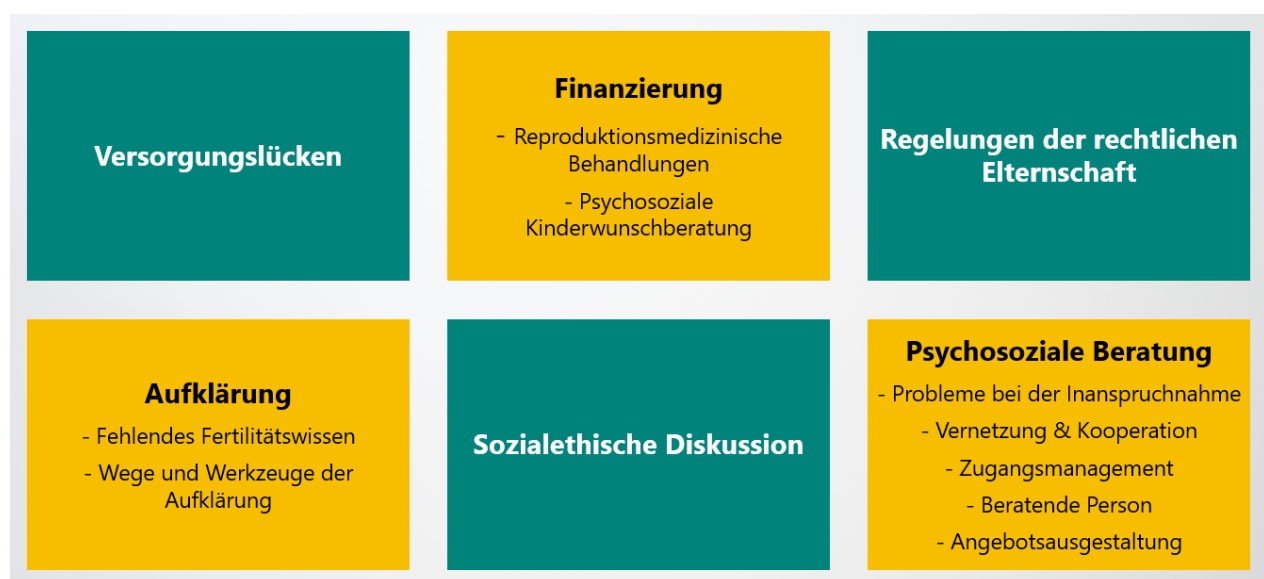 Versorgungslücken
Finanzierung
- Reproduktionsmedizinische
Behandlungen
- Psychosoziale
Kinderwunschberatung
Regelungen der rechtlichen
Elternschaft
Aufklärung
- Fehlendes Fertilitätswissen
- Wege und Werkzeuge der
Aufklärung
Sozialethische Diskussion
Psychosoziale Beratung
- Probleme bei der Inanspruchnahme
- Vernetzung & Kooperation
- Zugangsmanagement
- Beratende Person
- Angebotsausgestaltung